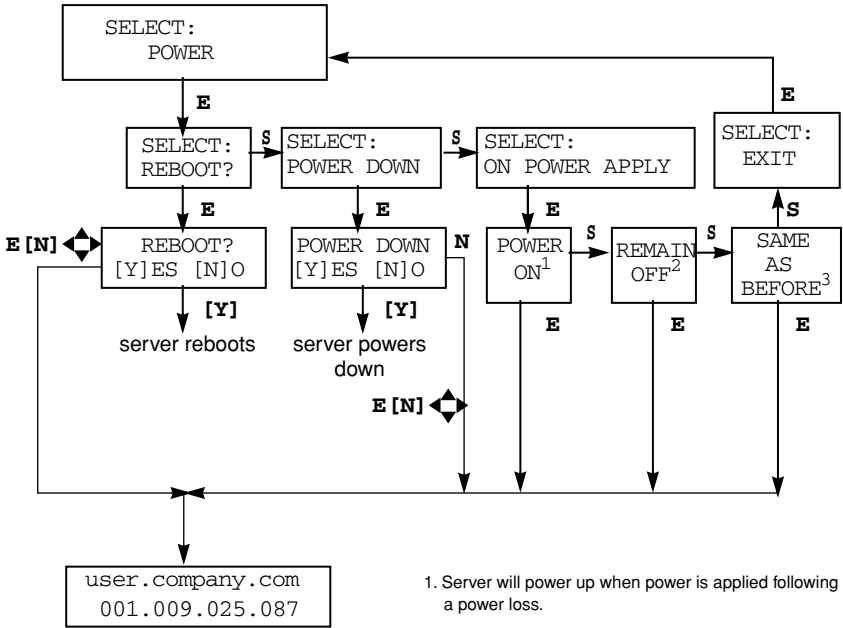 SELECT:
POWER
E
E
SELECT:
REBOOT?
S
SELECT:
POWER DOWN
S
SELECT:
ON POWER APPLY
SELECT:
EXIT
E
E
E
S
E [N]
REBOOT?
[Y]ES [N]O
POWER DOWN
[Y]ES [N]O
N
POWER
ON1
S
REMAIN
OFF2
S
SAME
AS
BEFORE3
[Y]
[Y]
E
E
E
server reboots
server powers
down
E [N]
user.company.com
001.009.025.087
1. Server will power up when power is applied following
a power loss.